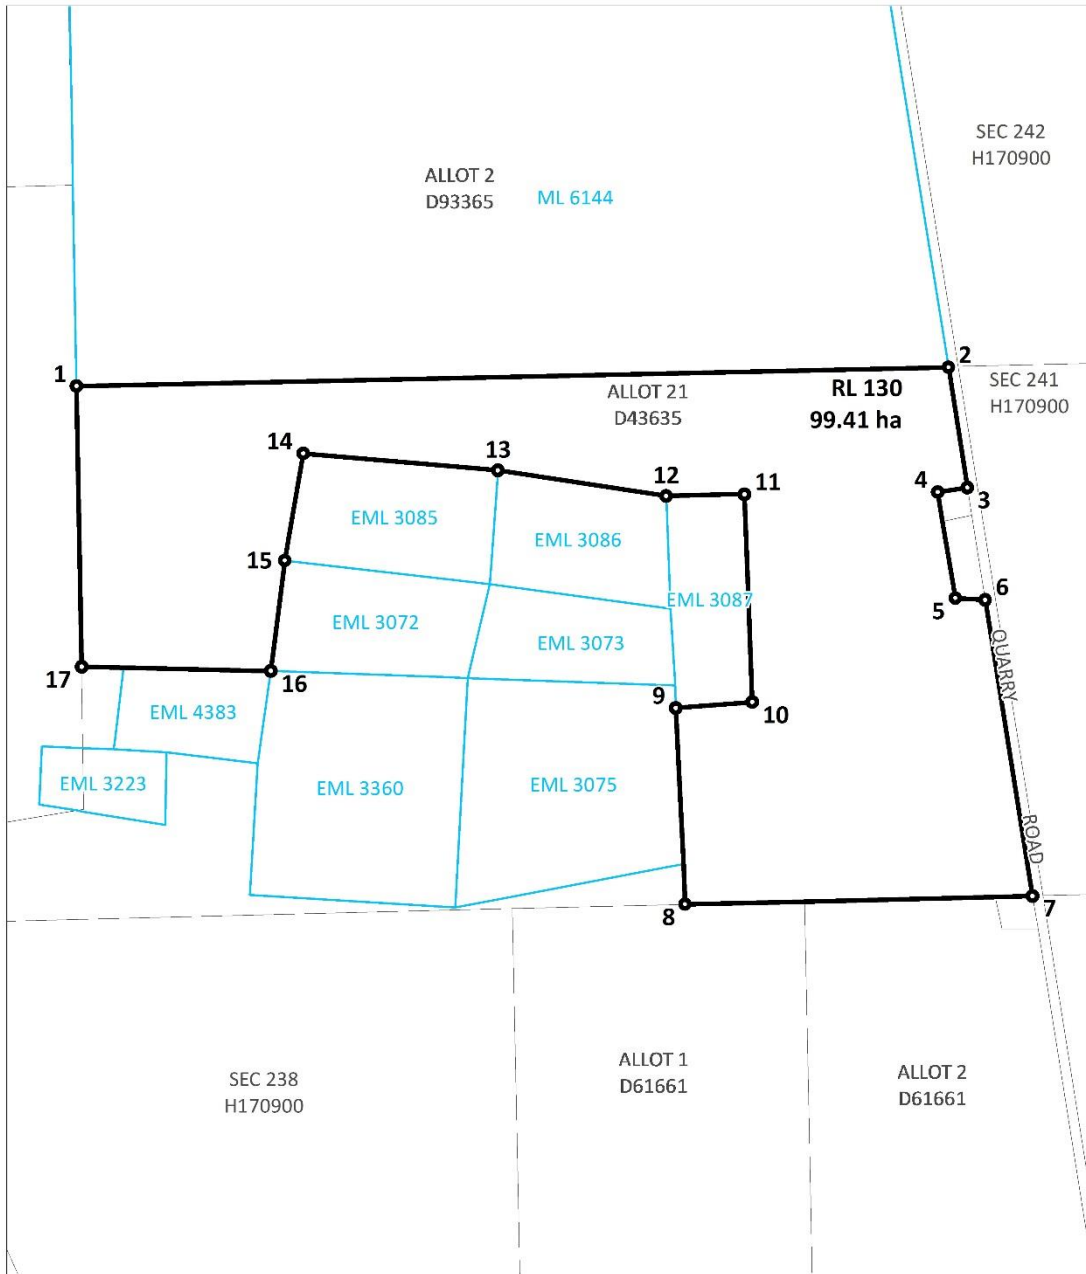 SEC 242
H170900
ALLOT 2
D93365
ML 6144
2
1
SEC 241
H170900
ALLOT 21
D43635
RL 130
99.41 ha
14
13
12
11
4
3
EML 3085
EML 3086
15
6
5
EML 3087
EML 3072
EML 3073
QUARRY
17
16
9
10
EML 4383
EML 3223
EML 3360
EML 3075
ROAD
8
7
ALLOT 1
D61661
ALLOT 2
D61661
SEC 238
H170900